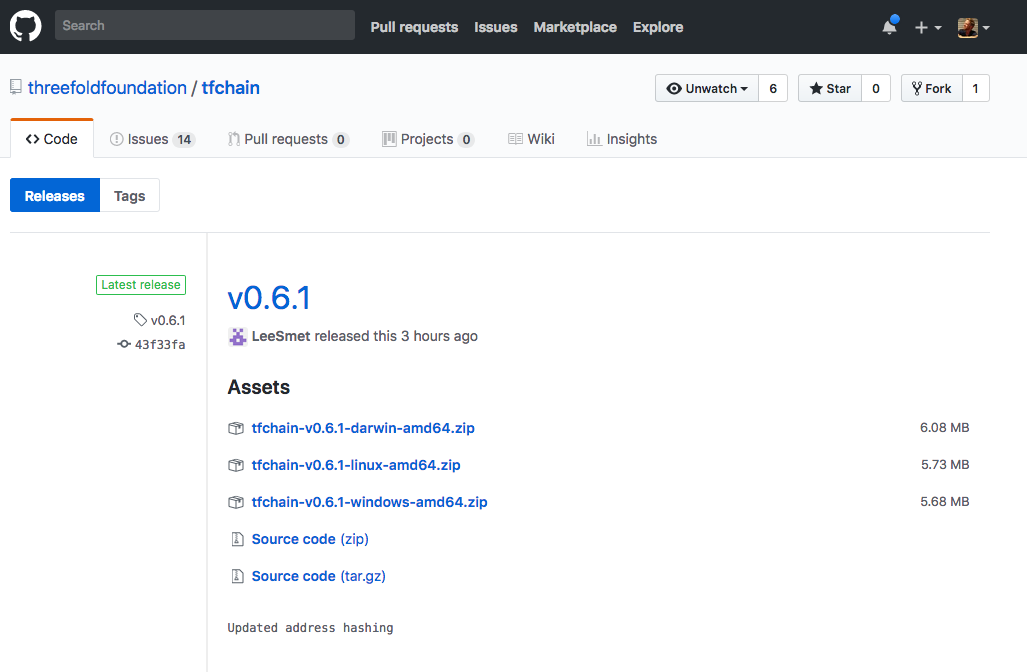 Search Pull requests Issues Marketplace Explore
threefoldfoundation / tfchain Unwatch 6 Star 0 Fork 1
Code Issues 14 Pull requests 0 Projects 0 Wiki Insights
Releases Tags
Latest release
v0.6.1
43f33fa
v0.6.1
LeeSmet released this 3 hours ago
Assets
tfchain-v0.6.1-darwin-amd64.zip 6.08 MB
tfchain-v0.6.1-linux-amd64.zip 5.73 MB
tfchain-v0.6.1-windows-amd64.zip 5.68 MB
Source code (zip)
Source code (tar.gz)
Updated address hashing